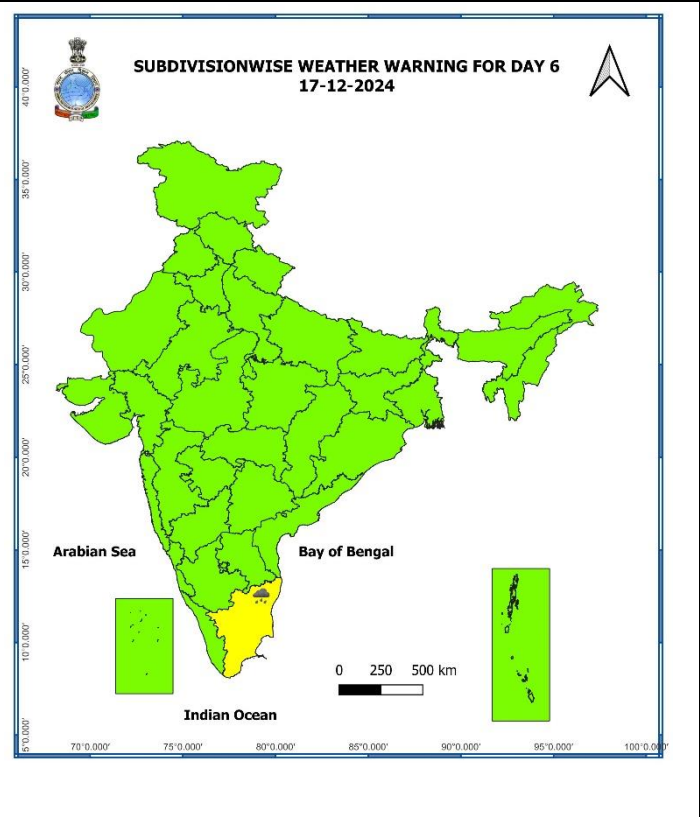 SUBDIVISIONWISE WEATHER WARNING FOR DAY 6
17-12-2024
40°0.000'
35°0.000'
30°0.000'
25°0.000'
20°0.000'
15°0.000'
10°0.000'
5°0.000'
Arabian Sea
Bay of Bengal
0 250 500 km
Indian Ocean
70°0.000' 75°0.000' 80°0.000' 85°0.000' 90°0.000' 95°0.000' 100°0.000'